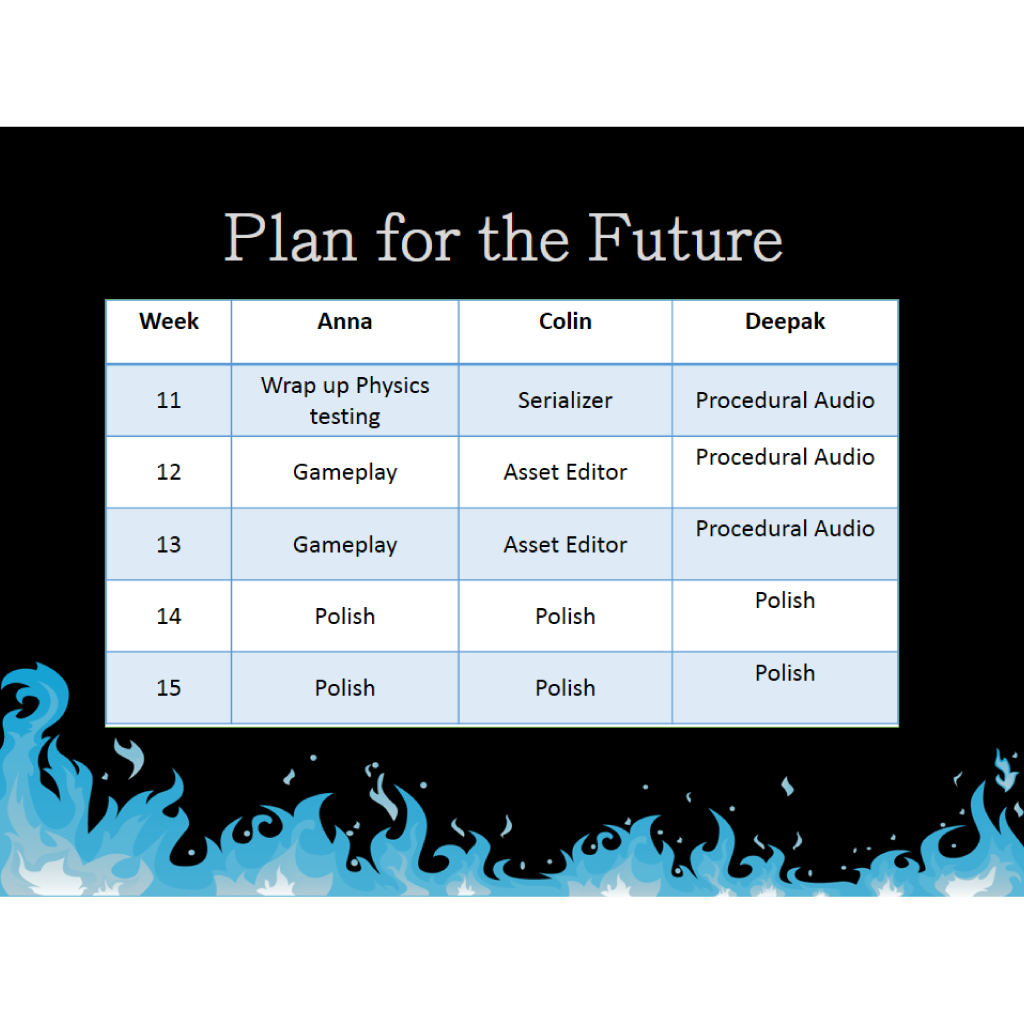 Plan for the Future
Week Anna Colin Deepak
11 Wrap up Physics testing Serializer Procedural Audio
12 Gameplay Asset Editor Procedural Audio
13 Gameplay Asset Editor Procedural Audio
14 Polish Polish Polish
15 Polish Polish Polish